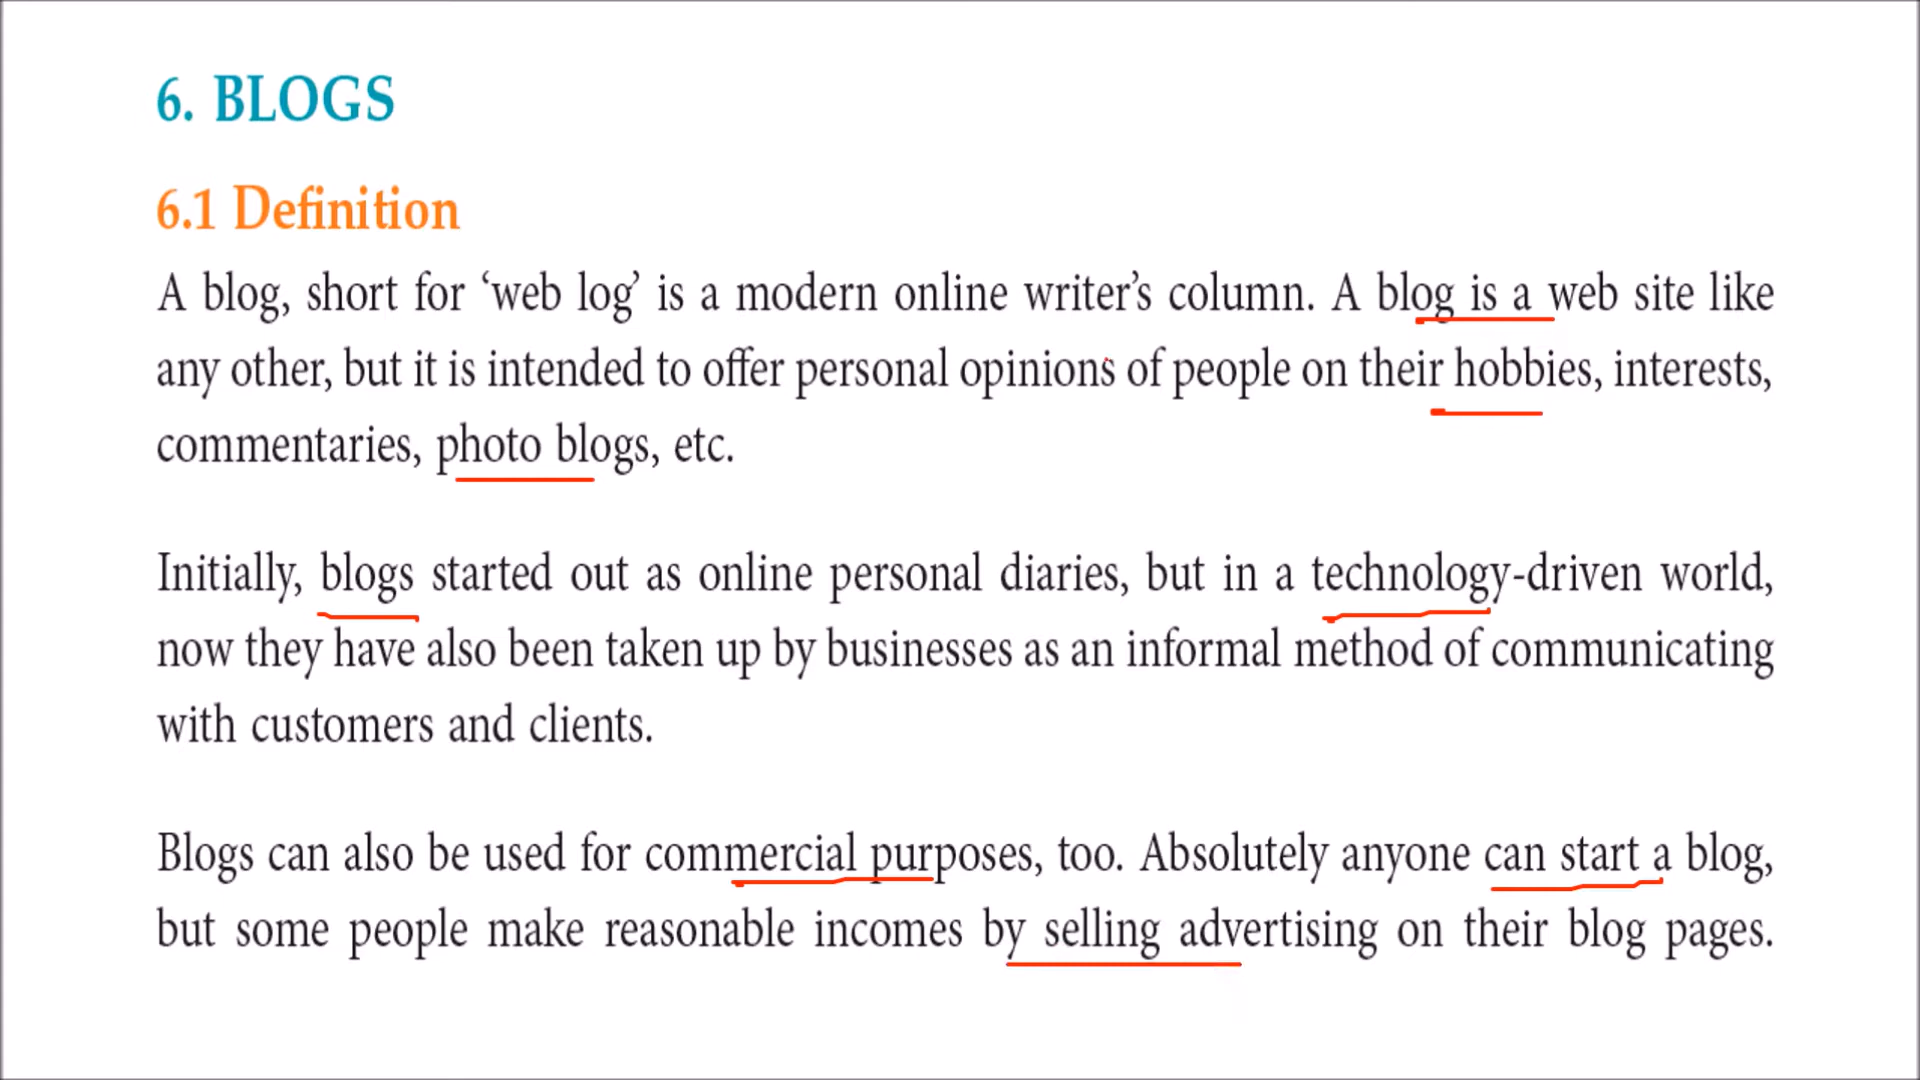 6. BLOGS
6.1 Definition
A blog, short for ‘web log’ is a modern online writer’s column. A blog is a web site like
any other, but it is intended to offer personal opinions of people on their hobbies, interests,
commentaries, photo blogs, etc.
Initially, blogs started out as online personal diaries, but in a technology-driven world,
now they have also been taken up by businesses as an informal method of communicating
with customers and clients.
Blogs can also be used for commercial purposes, too. Absolutely anyone can start a blog,
but some people make reasonable incomes by selling advertising on their blog pages.